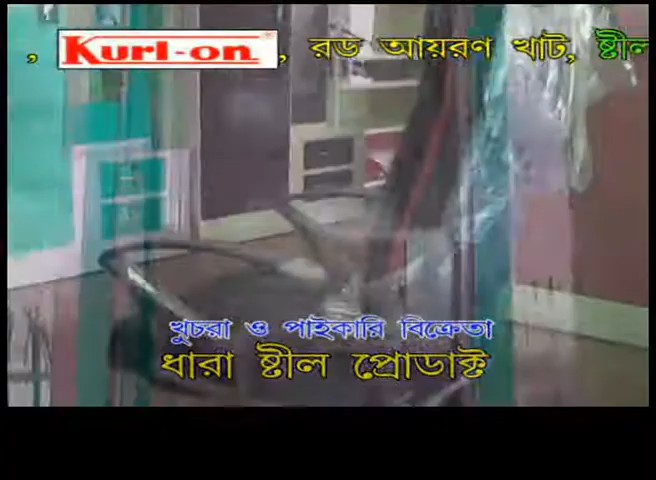 , Kurl-on, রড আয়রণ খাট, ষ্টীল
খুচরা ও পাইকারি বিক্রেতা
ধারা ষ্টীল প্রোডাক্ট